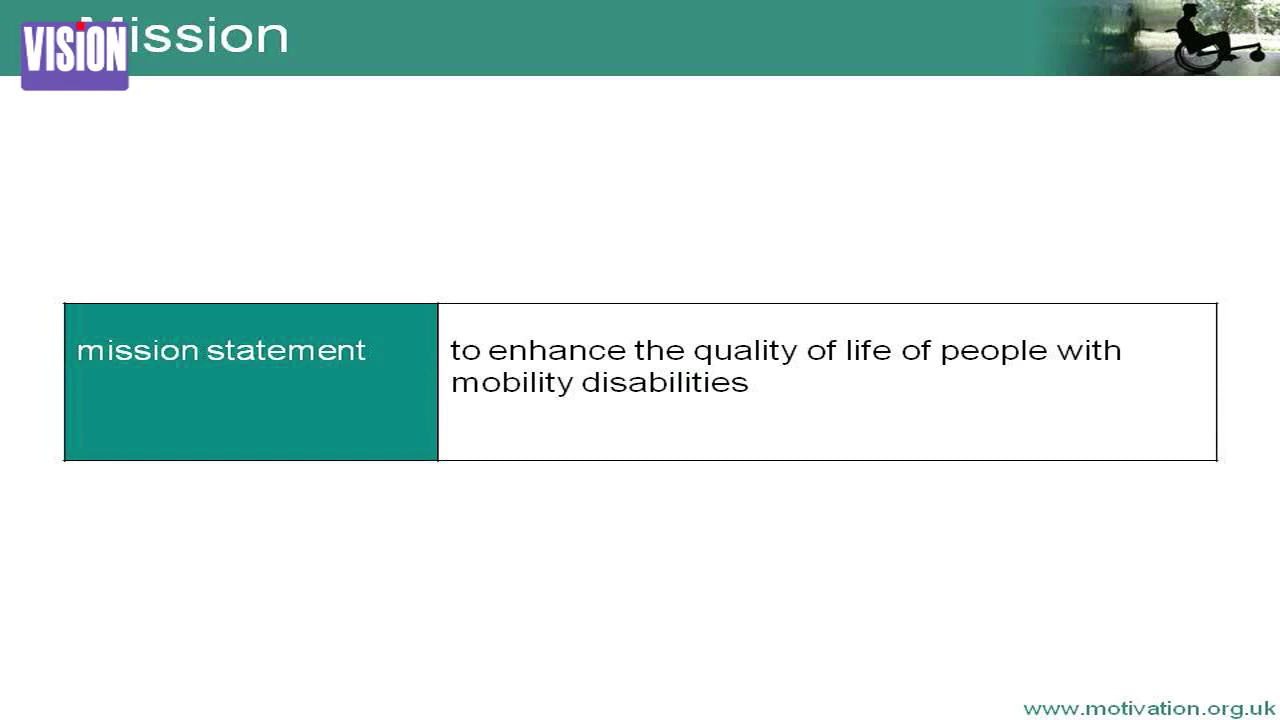 Mission
VISION
mission statement
to enhance the quality of life of people with
mobility disabilities
www.motivation.org.uk